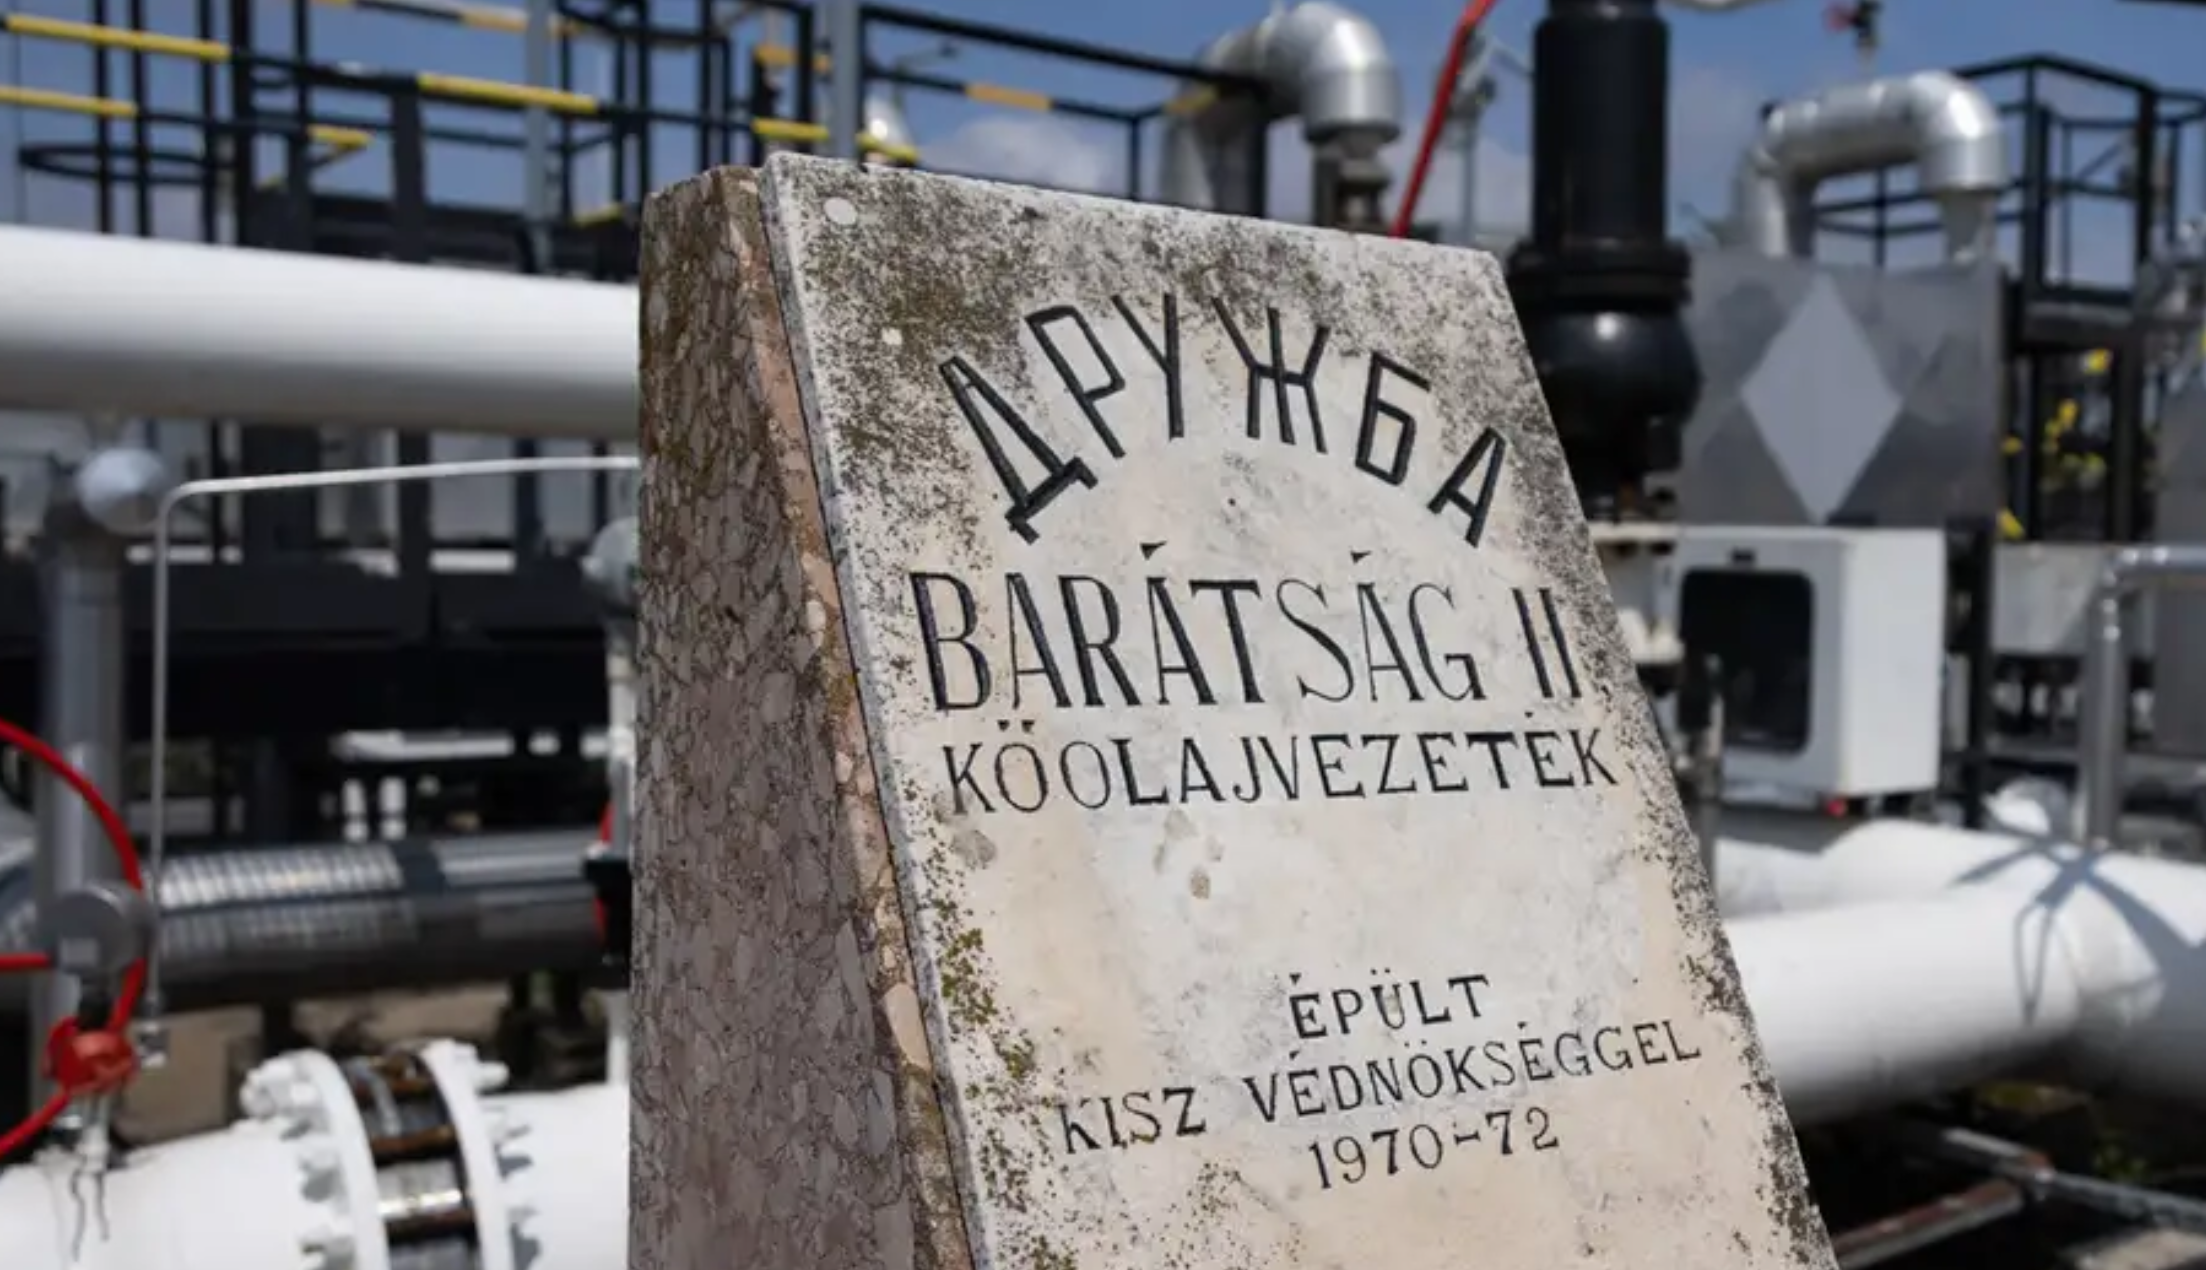 ДРУЖБА
BARÁTSÁG II
KŐOLAJVEZETÉK
ÉPÜLT
KISZ VÉDNÖKSÉGGEL
1970-72